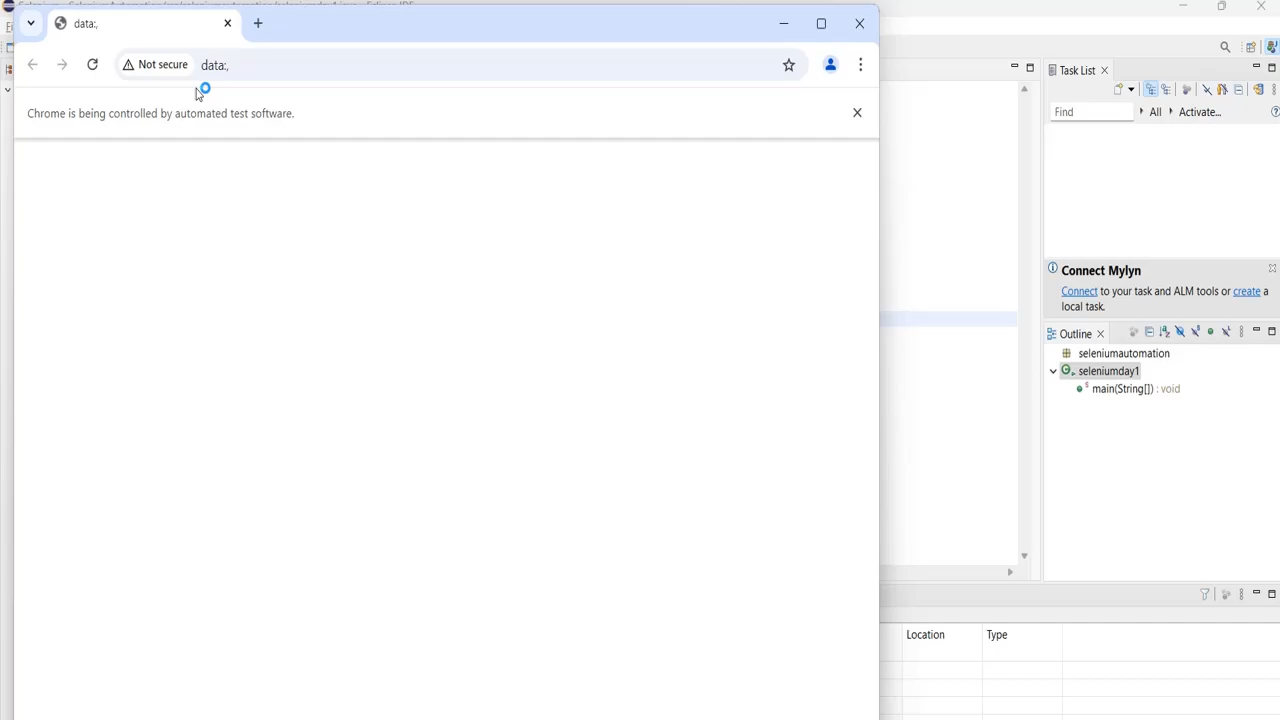 data:,
Not secure
data:,
Chrome is being controlled by automated test software.
Task List
Find
All
Activate...
Connect Mylyn
Connect to your task and ALM tools or create a
local task.
Outline
seleniumautomation
seleniumday1
main(String[]) : void
Location
Type